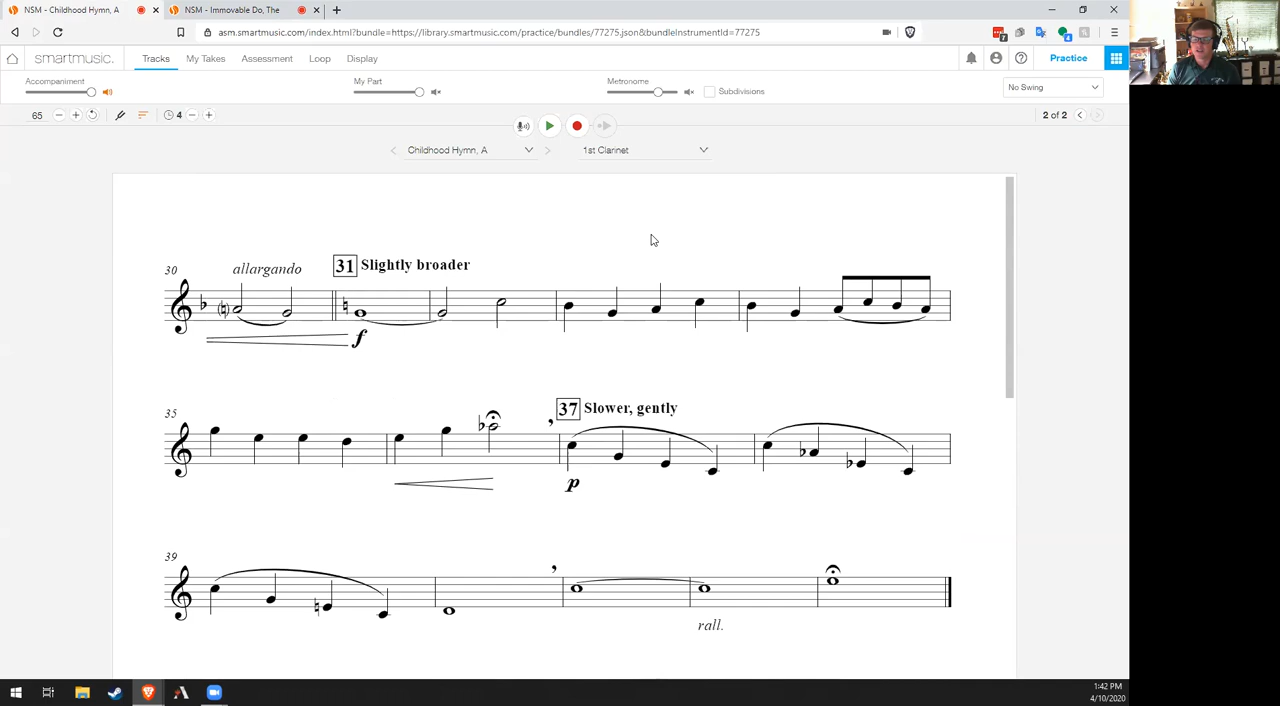 NSM - Childhood Hymn, A
NSM - Immovable Do, The
asm.smartmusic.com/index.html?bundle=https://library.smartmusic.com/practice/bundles/77275.json&bundleInstrumentId=77275
smartmusic. Tracks My Takes Assessment Loop Display Practice
Accompaniment My Part Metronome Subdivisions No Swing
65 4 2 of 2
Childhood Hymn, A 1st Clarinet
30 allargando 31 Slightly broader
f
35 37 Slower, gently
p
39
rall.
1:42 PM
4/10/2020